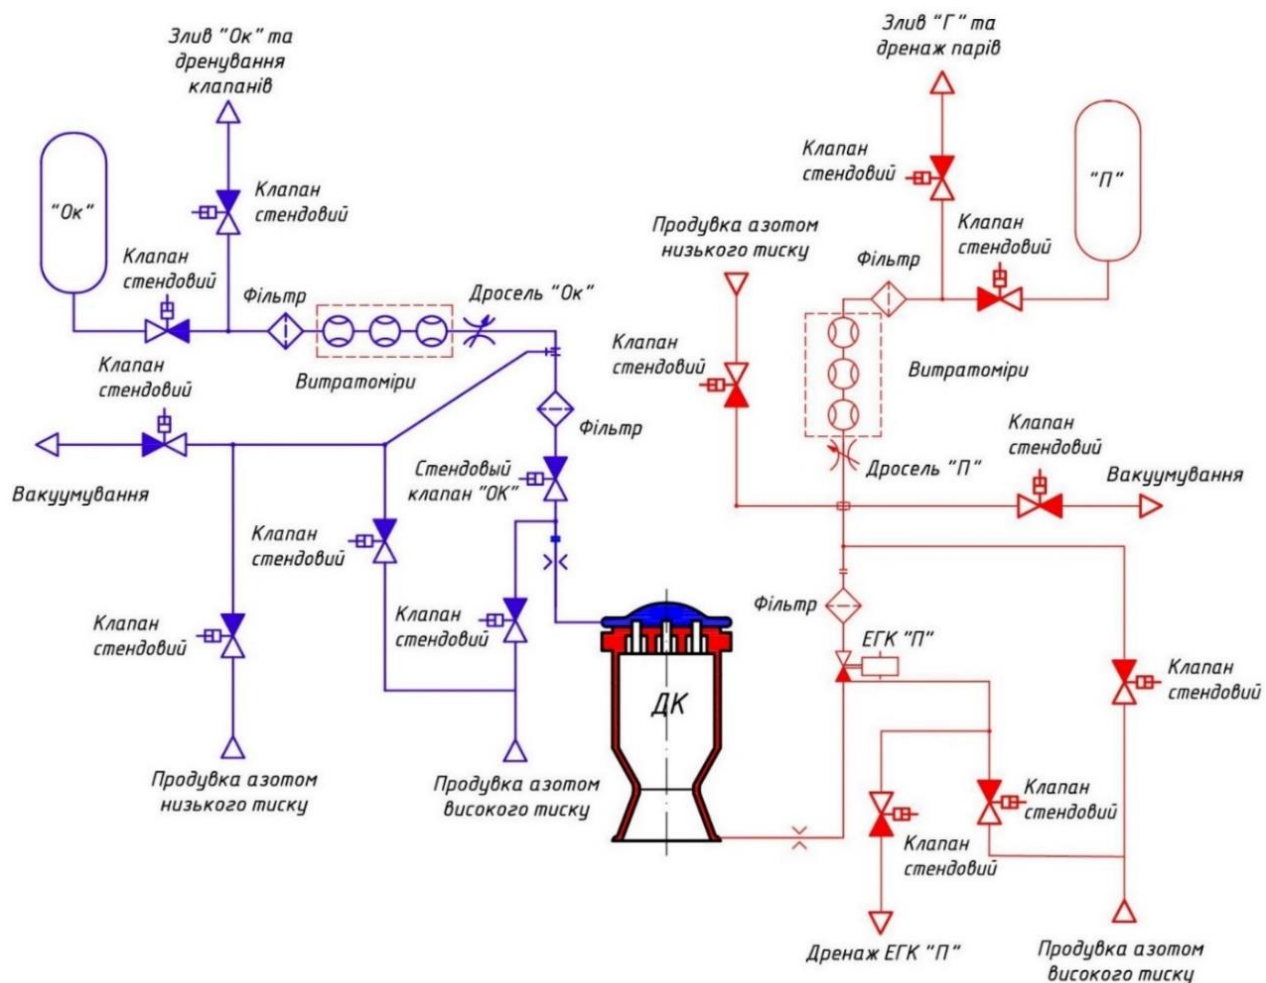 Злив "Ок" та
дренування
клапанів
Злив "Г" та
дренаж парів
"Ок"
Клапан
стендовий
Клапан
стендовий
Клапан
стендовий
"П"
Продувка азотом
низького тиску
Клапан
стендовий
Фільтр
Фільтр
Дросель "Ок"
Витратоміри
Клапан
стендовий
Клапан
стендовий
Витратоміри
Вакуумування
Фільтр
Стендовый
клапан "ОК"
Дросель "П"
Клапан
стендовий
Вакуумування
Клапан
стендовий
Клапан
стендовий
Клапан
стендовий
Фільтр
ЕГК "П"
ДК
Клапан
стендовий
Продувка азотом
низького тиску
Продувка азотом
високого тиску
Клапан
стендовий
Клапан
стендовий
Дренаж ЕГК "П"
Продувка азотом
високого тиску